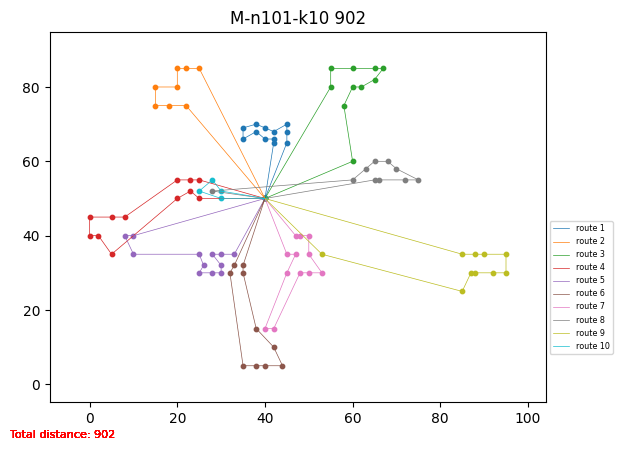 M-n101-k10 902
80
60
40
20
0
0
20
40
60
80
100
route 1
route 2
route 3
route 4
route 5
route 6
route 7
route 8
route 9
route 10
Total distance: 902